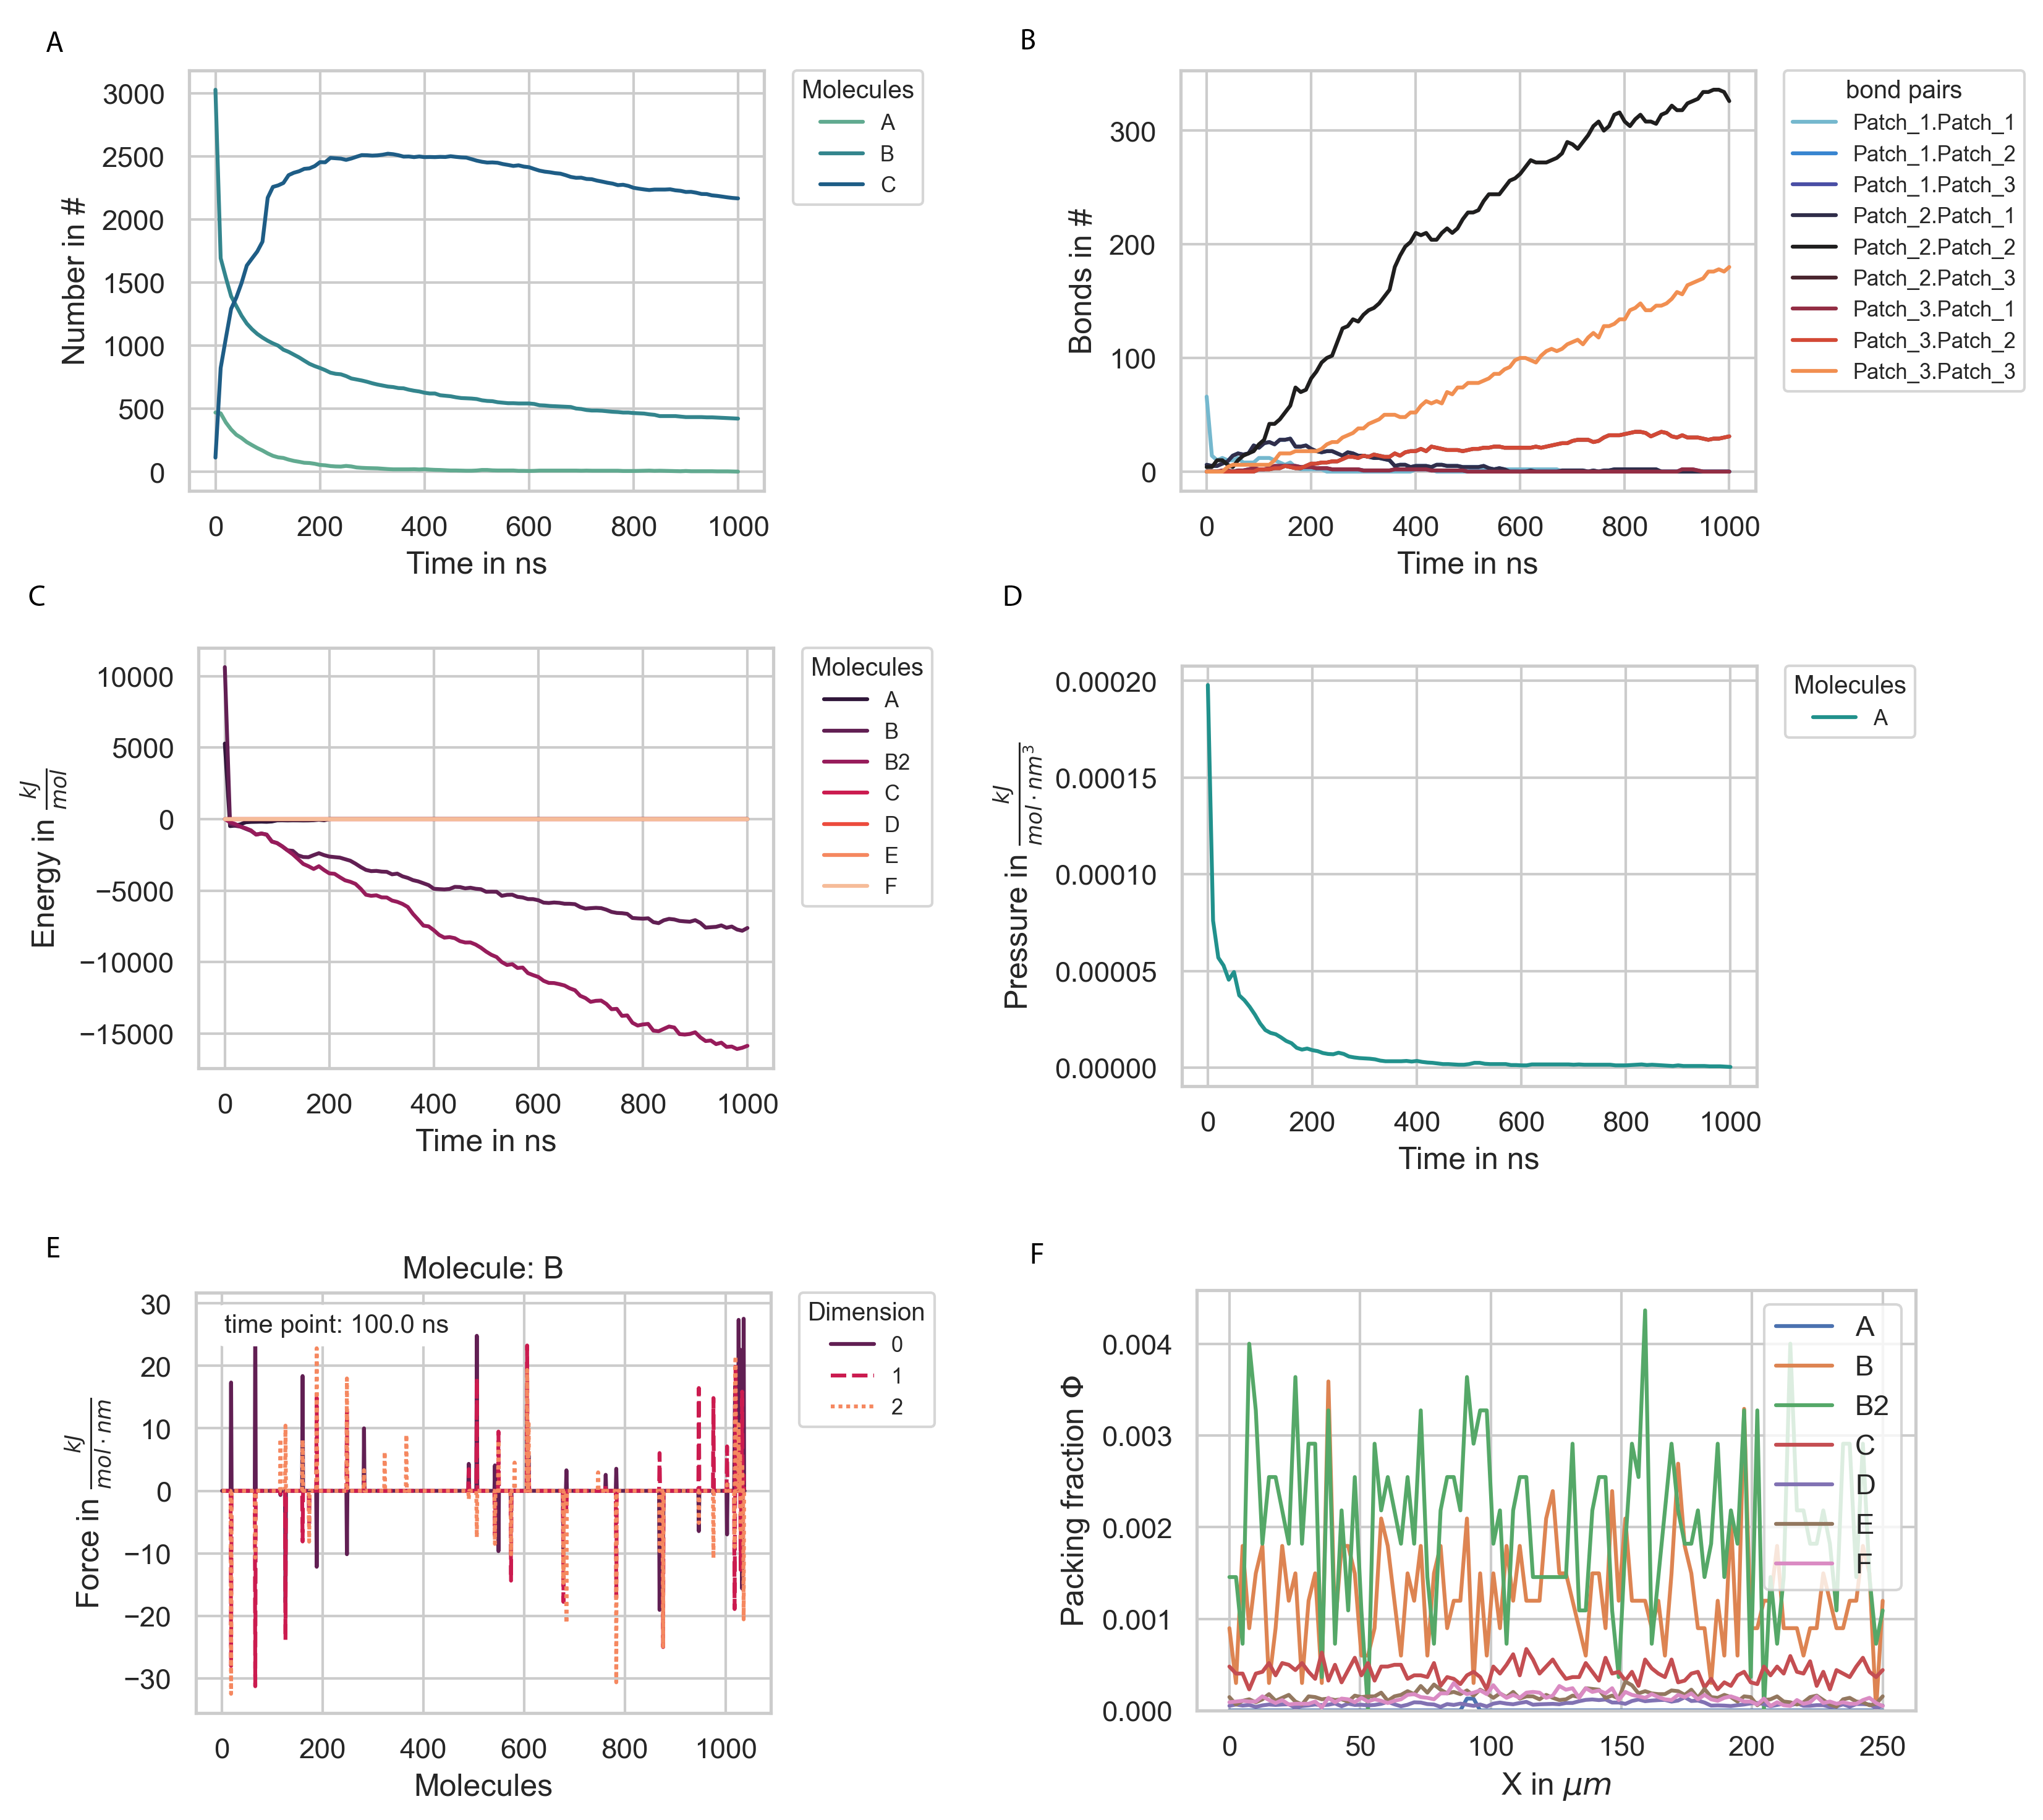 A
3000
2500
2000
1500
1000
500
0
Number in #
0 200 400 600 800 1000
Time in ns
Molecules
A
B
C
B
300
200
100
0
Bonds in #
0 200 400 600 800 1000
Time in ns
bond pairs
Patch_1.Patch_1
Patch_1.Patch_2
Patch_1.Patch_3
Patch_2.Patch_1
Patch_2.Patch_2
Patch_2.Patch_3
Patch_3.Patch_1
Patch_3.Patch_2
Patch_3.Patch_3
C
10000
5000
0
−5000
−10000
−15000
Energy in kJ/mol
0 200 400 600 800 1000
Time in ns
Molecules
A
B
B2
C
D
E
F
D
0.00020
0.00015
0.00010
0.00005
0.00000
Pressure in kJ/mol · nm³
0 200 400 600 800 1000
Time in ns
Molecules
A
E
Molecule: B
time point: 100.0 ns
30
20
10
0
−10
−20
−30
Force in kJ/mol · nm
0 200 400 600 800 1000
Molecules
Dimension
0
1
2
F
0.004
0.003
0.002
0.001
0.000
Packing fraction Φ
0 50 100 150 200 250
X in μm
A
B
B2
C
D
E
F